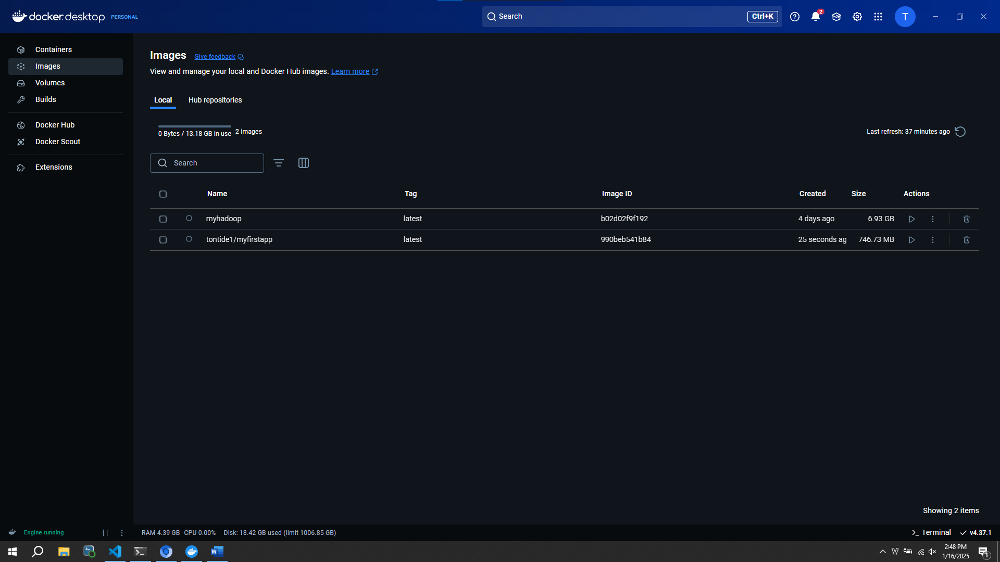 docker.desktop PERSONAL
Search Ctrl+K
2
T
Containers
Images
Volumes
Builds
Docker Hub
Docker Scout
Extensions
Images Give feedback
View and manage your local and Docker Hub images. Learn more
Local Hub repositories
0 Bytes / 13.18 GB in use 2 images
Last refresh: 37 minutes ago
Search
Name Tag Image ID Created Size Actions
myhadoop latest b02d02f9f192 4 days ago 6.93 GB
tontide1/myfirstapp latest 990beb541b84 25 seconds ag 746.73 MB
Showing 2 items
Engine running
RAM 4.39 GB CPU 0.00% Disk: 18.42 GB used (limit 1006.85 GB)
Terminal v4.37.1
W
V
2:48 PM
1/16/2025
1